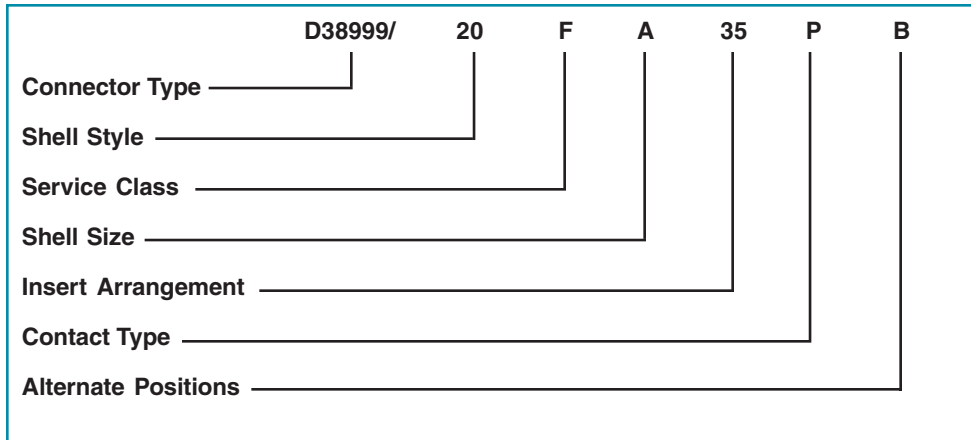 D38999/ 20 F A 35 P B
Connector Type
Shell Style
Service Class
Shell Size
Insert Arrangement
Contact Type
Alternate Positions